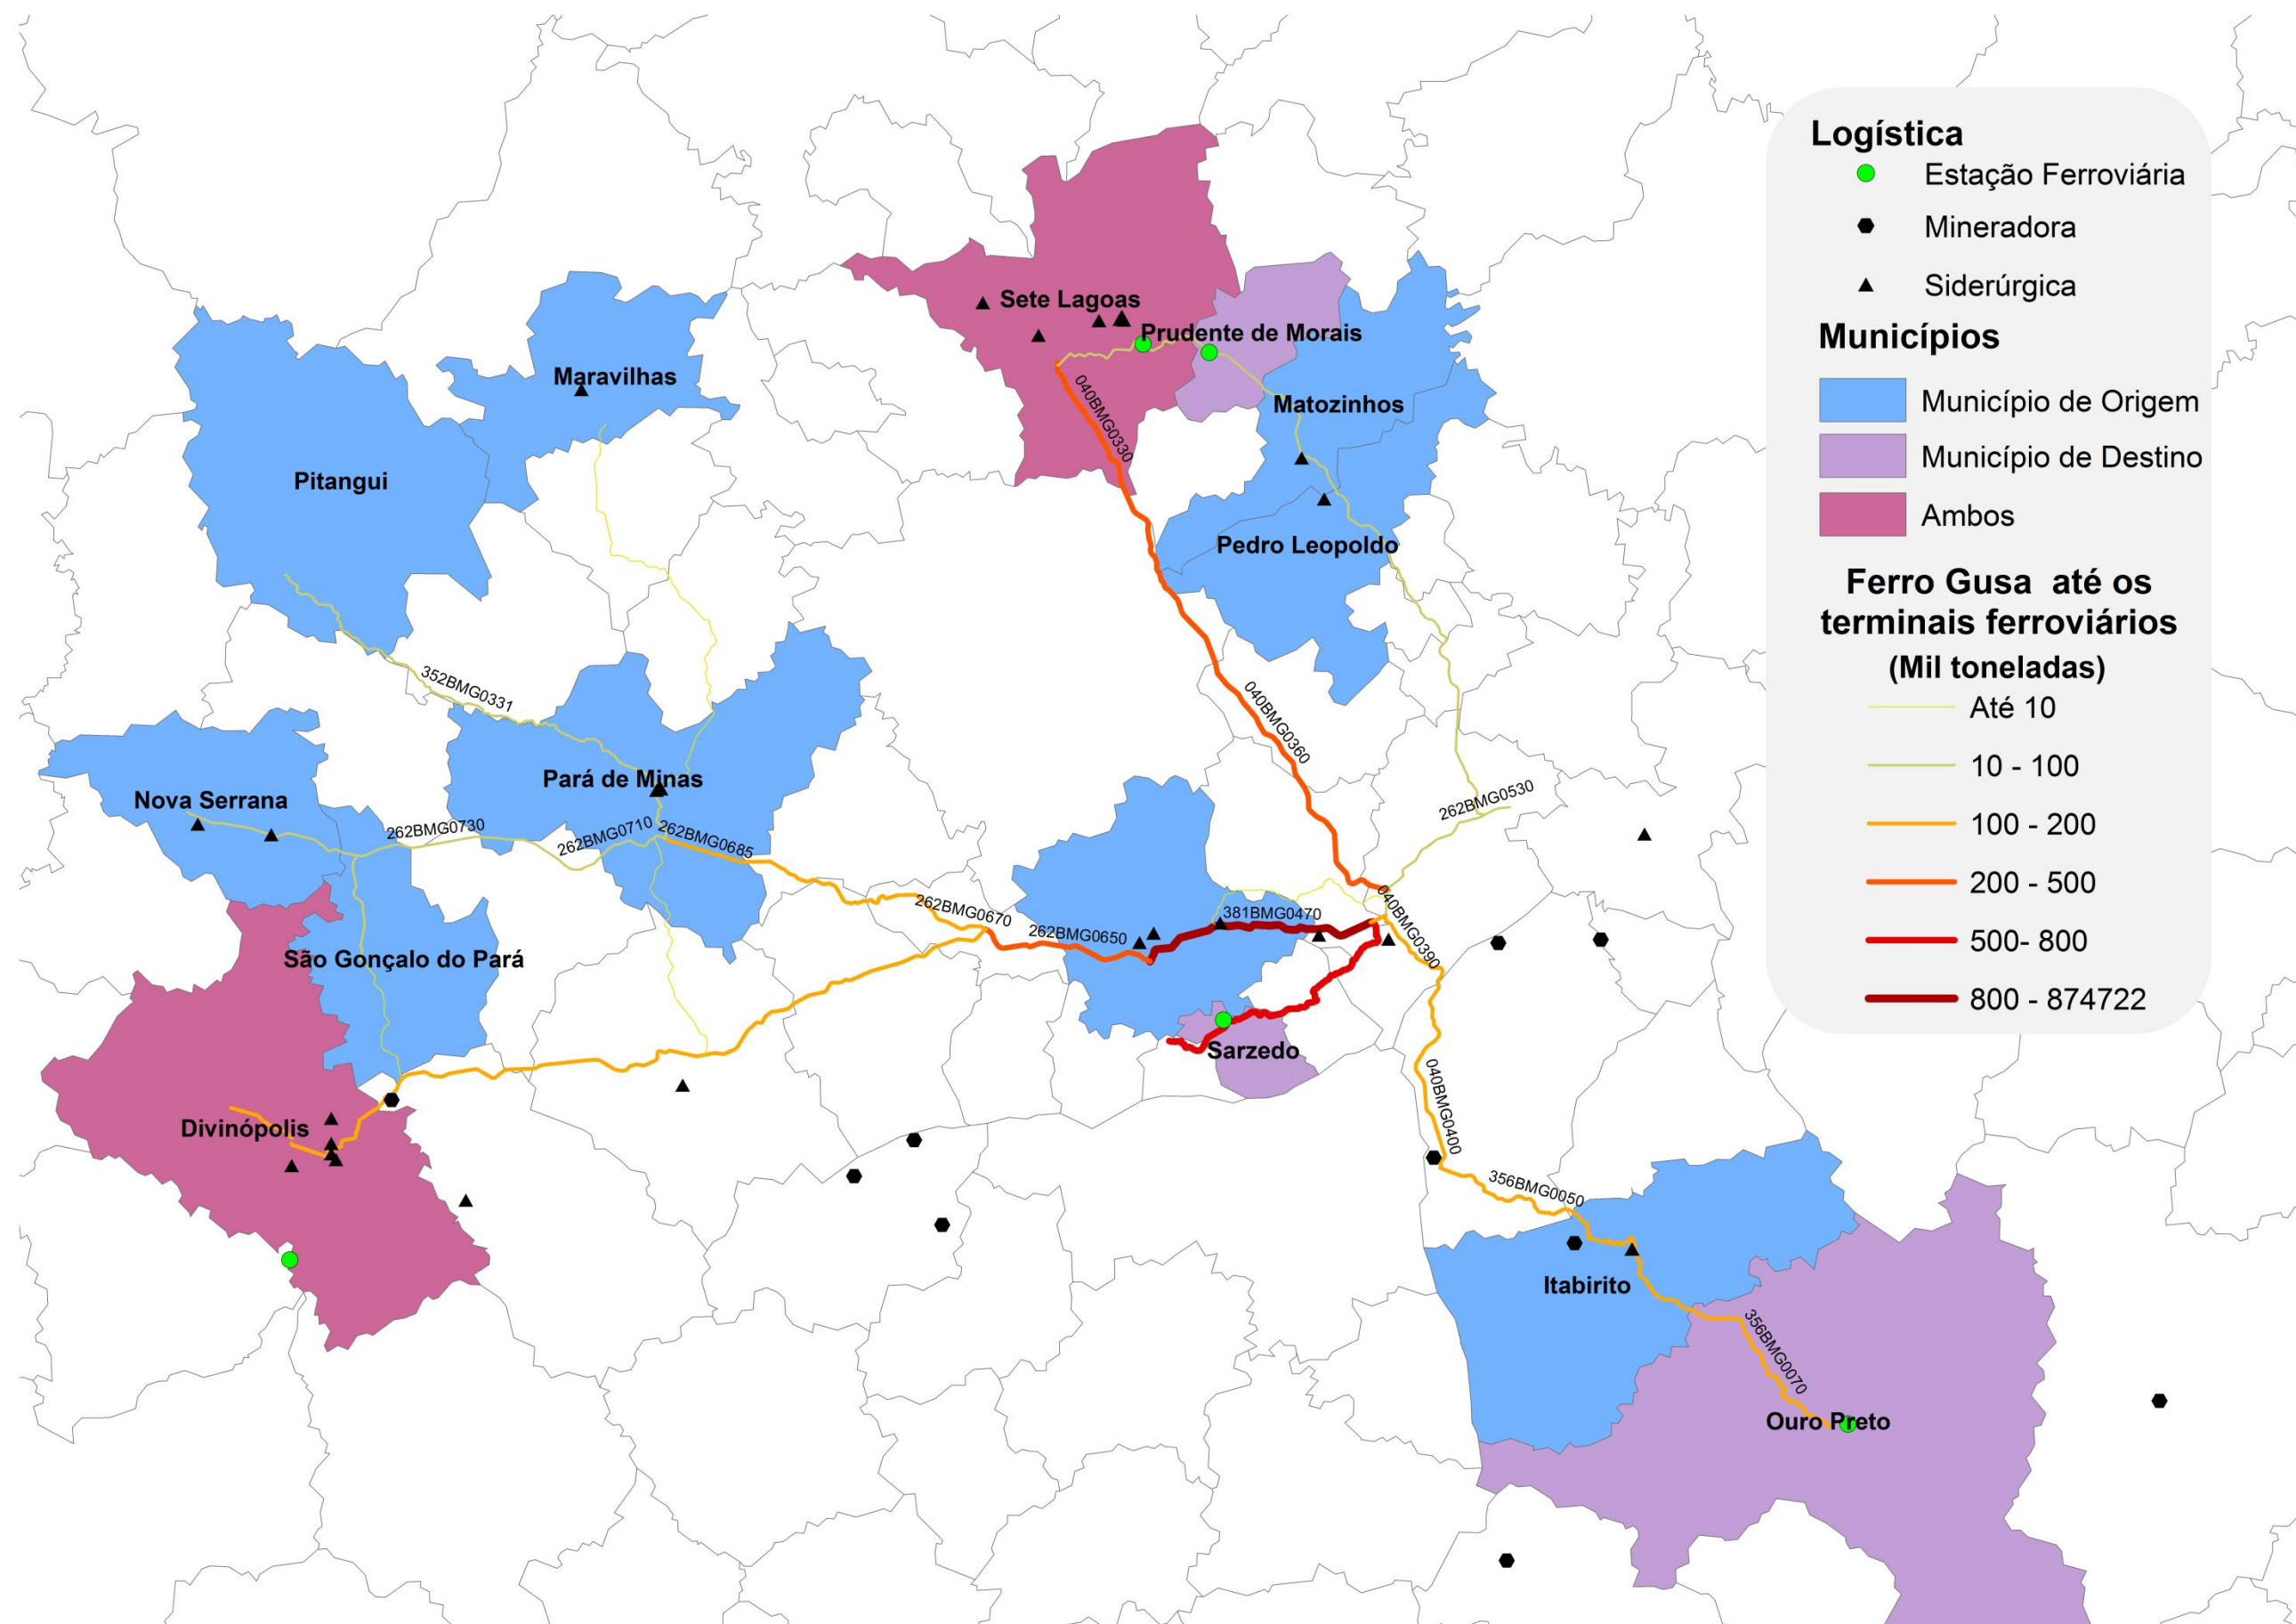 Logística
Estação Ferroviária
Mineradora
Siderúrgica
Municípios
Município de Origem
Município de Destino
Ambos
Ferro Gusa até os
terminais ferroviários
(Mil toneladas)
Até 10
10 - 100
100 - 200
200 - 500
500- 800
800 - 874722
Sete Lagoas
Prudente de Morais
Maravilhas
040BMG0330
Matozinhos
Pitangui
Pedro Leopoldo
352BMG0331
040BMG0360
Pará de Minas
Nova Serrana
262BMG0730
262BMG0710
262BMG0685
262BMG0530
262BMG0670
262BMG0650
381BMG0470
040BMG0390
São Gonçalo do Pará
Sarzedo
Divinópolis
040BMG0400
356BMG0050
Itabirito
356BMG0070
Ouro Preto